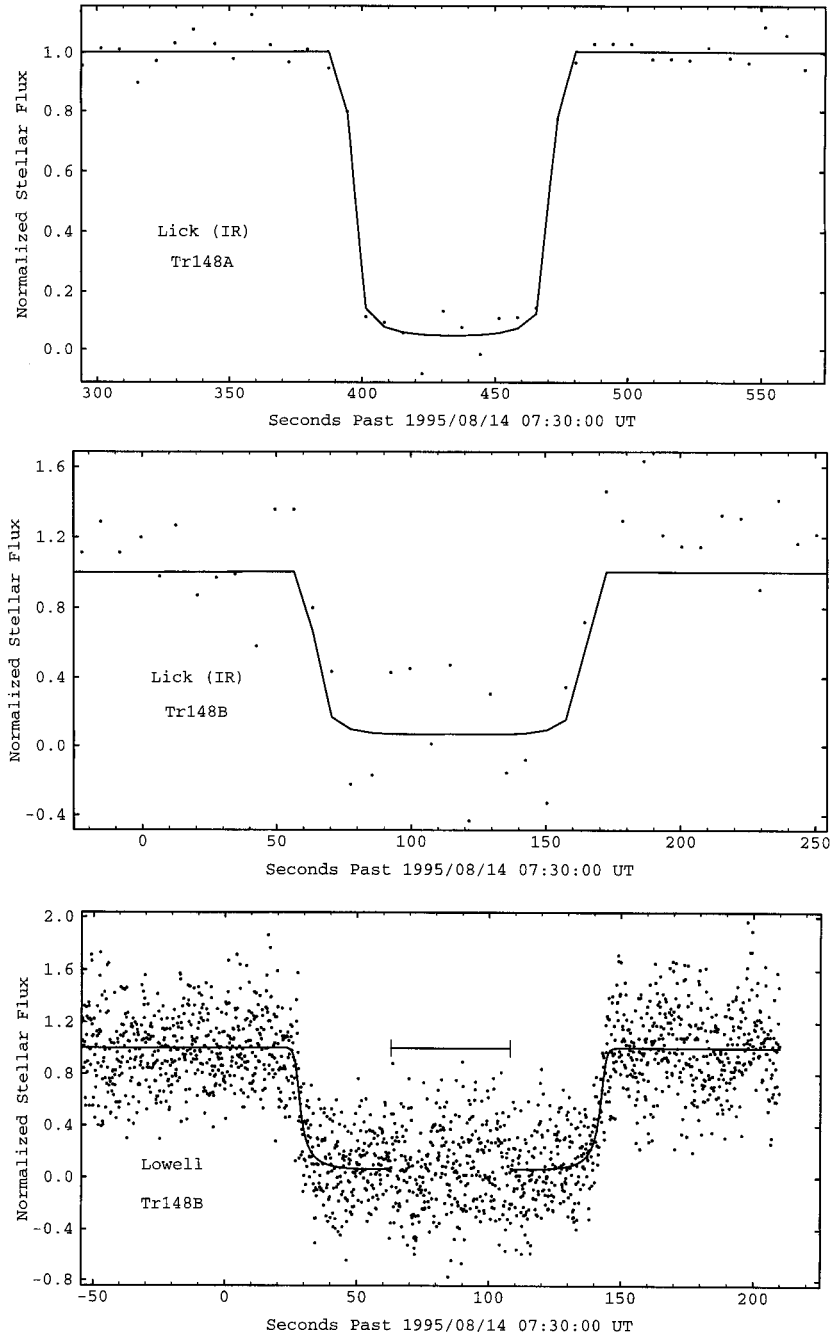 1.0
0.8
0.6
0.4
0.2
0.0
Normalized Stellar Flux
Lick (IR)
Tr148A
300 350 400 450 500 550
Seconds Past 1995/08/14 07:30:00 UT
1.6
1.2
0.8
0.4
0.0
-0.4
Normalized Stellar Flux
Lick (IR)
Tr148B
0 50 100 150 200 250
Seconds Past 1995/08/14 07:30:00 UT
2.0
1.6
1.2
0.8
0.4
0.0
-0.4
-0.8
Normalized Stellar Flux
Lowell
Tr148B
-50 0 50 100 150 200
Seconds Past 1995/08/14 07:30:00 UT